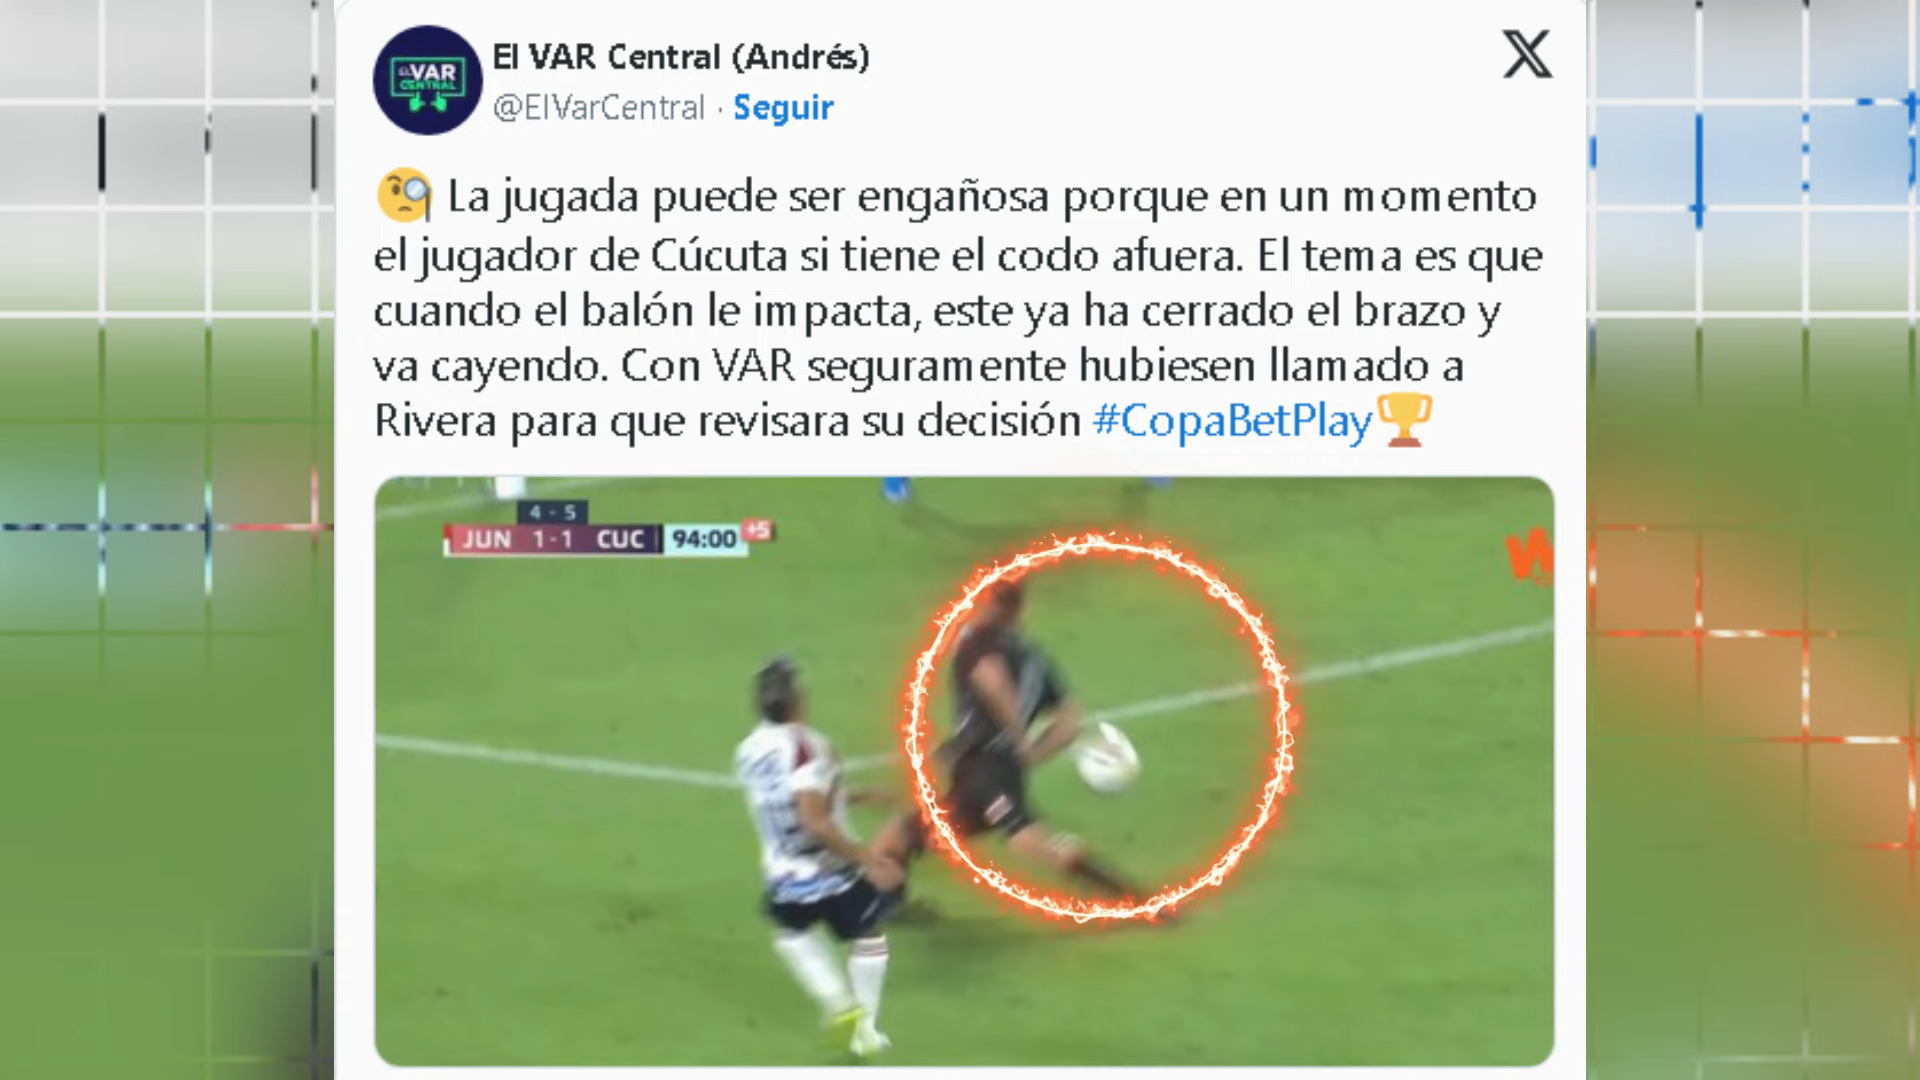 El VAR Central (Andrés)
@ElVarCentral · Seguir
EL VAR
CENTRAL
La jugada puede ser engañosa porque en un momento
el jugador de Cúcuta si tiene el codo afuera. El tema es que
cuando el balón le impacta, este ya ha cerrado el brazo y
va cayendo. Con VAR seguramente hubiesen llamado a
Rivera para que revisara su decisión #CopaBetPlay
4 - 5
JUN 1-1 CUC 94:00 +5
W